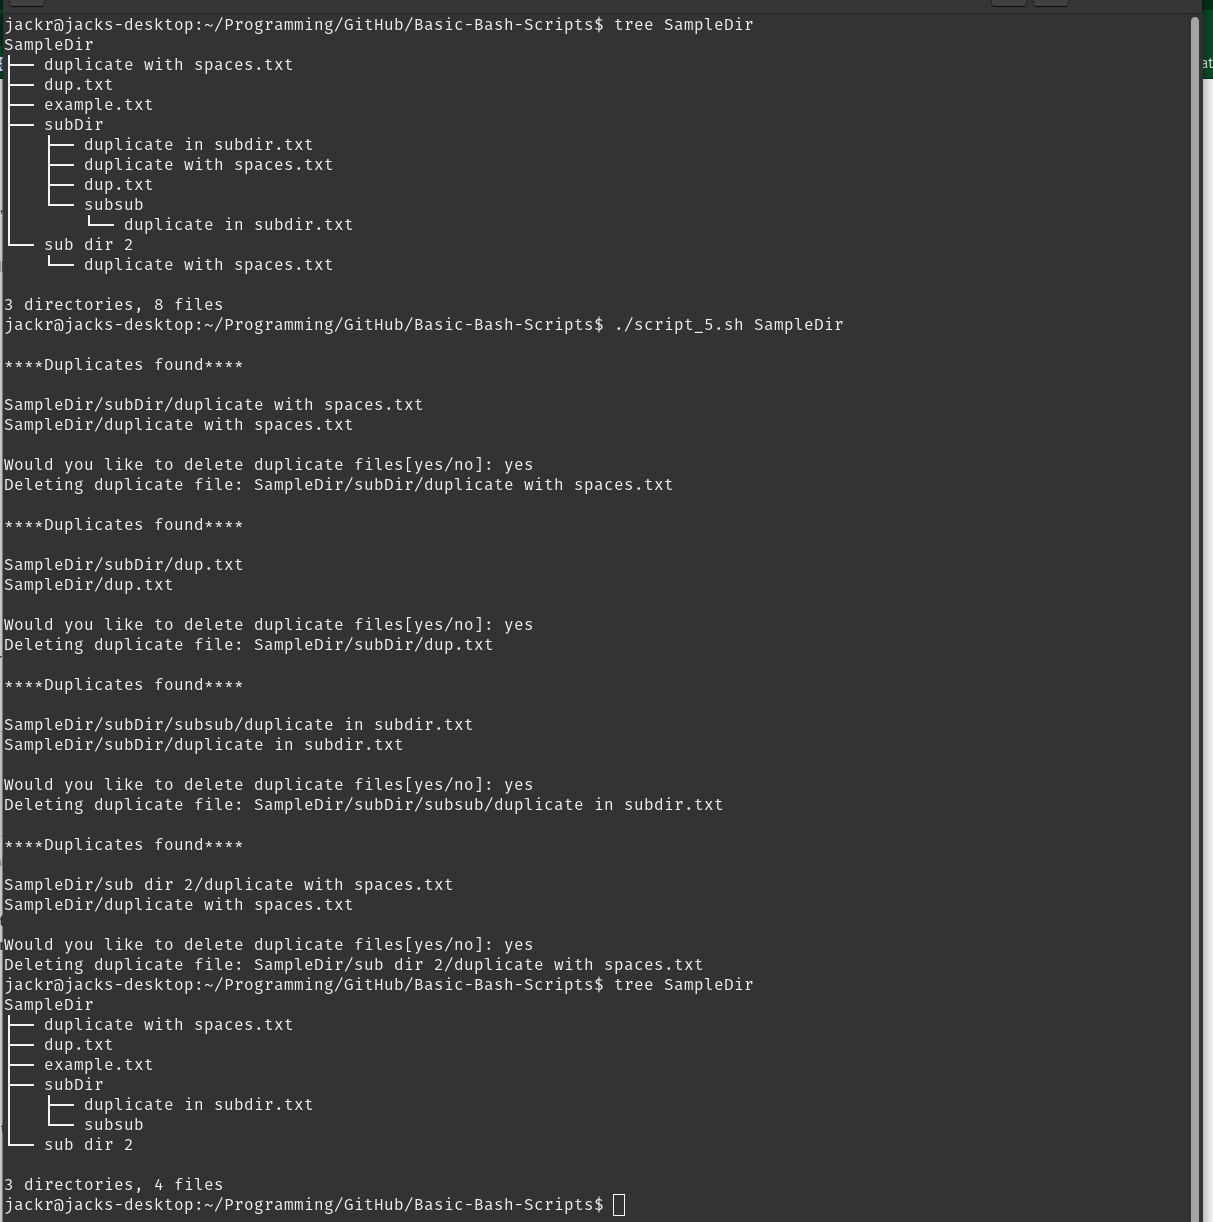 jackr@jacks-desktop:~/Programming/GitHub/Basic-Bash-Scripts$ tree SampleDir
SampleDir
├── duplicate with spaces.txt
├── dup.txt
├── example.txt
├── subDir
│   ├── duplicate in subdir.txt
│   ├── duplicate with spaces.txt
│   ├── dup.txt
│   └── subsub
│       └── duplicate in subdir.txt
└── sub dir 2
    └── duplicate with spaces.txt

3 directories, 8 files
jackr@jacks-desktop:~/Programming/GitHub/Basic-Bash-Scripts$ ./script_5.sh SampleDir

****Duplicates found****

SampleDir/subDir/duplicate with spaces.txt
SampleDir/duplicate with spaces.txt

Would you like to delete duplicate files[yes/no]: yes
Deleting duplicate file: SampleDir/subDir/duplicate with spaces.txt

****Duplicates found****

SampleDir/subDir/dup.txt
SampleDir/dup.txt

Would you like to delete duplicate files[yes/no]: yes
Deleting duplicate file: SampleDir/subDir/dup.txt

****Duplicates found****

SampleDir/subDir/subsub/duplicate in subdir.txt
SampleDir/subDir/duplicate in subdir.txt

Would you like to delete duplicate files[yes/no]: yes
Deleting duplicate file: SampleDir/subDir/subsub/duplicate in subdir.txt

****Duplicates found****

SampleDir/sub dir 2/duplicate with spaces.txt
SampleDir/duplicate with spaces.txt

Would you like to delete duplicate files[yes/no]: yes
Deleting duplicate file: SampleDir/sub dir 2/duplicate with spaces.txt
jackr@jacks-desktop:~/Programming/GitHub/Basic-Bash-Scripts$ tree SampleDir
SampleDir
├── duplicate with spaces.txt
├── dup.txt
├── example.txt
├── subDir
│   ├── duplicate in subdir.txt
│   └── subsub
└── sub dir 2

3 directories, 4 files
jackr@jacks-desktop:~/Programming/GitHub/Basic-Bash-Scripts$